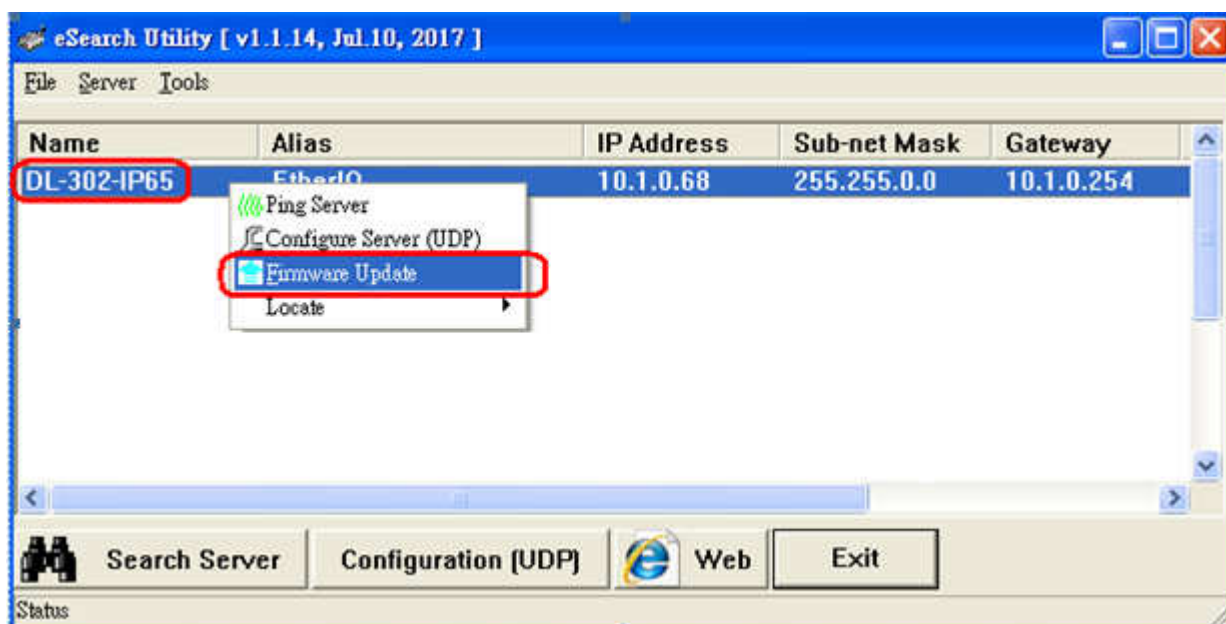 eSearch Utility [ v1.1.14, Jul.10, 2017 ]
File Server Tools
Name Alias IP Address Sub-net Mask Gateway
DL-302-IP65 EtherIO 10.1.0.68 255.255.0.0 10.1.0.254
Ping Server
Configure Server (UDP)
Firmware Update
Locate
Search Server Configuration (UDP) Web Exit
Status